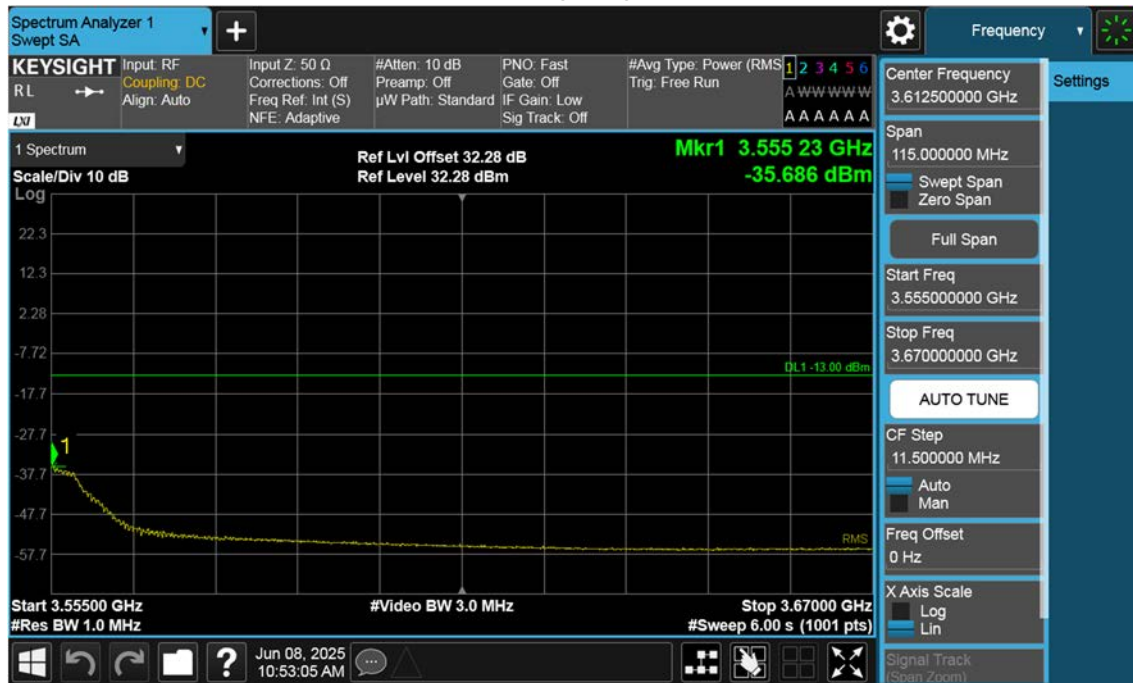 Spectrum Analyzer 1
Swept SA
Frequency
KEYSIGHT
RL
LXI
Input: RF
Coupling: DC
Align: Auto
Input Z: 50 Ω
Corrections: Off
Freq Ref: Int (S)
NFE: Adaptive
#Atten: 10 dB
Preamp: Off
µW Path: Standard
PNO: Fast
Gate: Off
IF Gain: Low
Sig Track: Off
#Avg Type: Power (RMS
Trig: Free Run
1 2 3 4 5 6
A W W W W W
A A A A A A
1 Spectrum
Scale/Div 10 dB
Ref Lvl Offset 32.28 dB
Ref Level 32.28 dBm
Mkr1 3.555 23 GHz
-35.686 dBm
Log
22.3
12.3
2.28
-7.72
DL1 -13.00 dBm
-17.7
-27.7
1
-37.7
-47.7
RMS
-57.7
Start 3.55500 GHz
#Video BW 3.0 MHz
Stop 3.67000 GHz
#Res BW 1.0 MHz
#Sweep 6.00 s (1001 pts)
Center Frequency
3.612500000 GHz
Settings
Span
115.000000 MHz
Swept Span
Zero Span
Full Span
Start Freq
3.555000000 GHz
Stop Freq
3.670000000 GHz
AUTO TUNE
CF Step
11.500000 MHz
Auto
Man
Freq Offset
0 Hz
X Axis Scale
Log
Lin
Signal Track
(Span Zoom)
?
Jun 08, 2025
10:53:05 AM